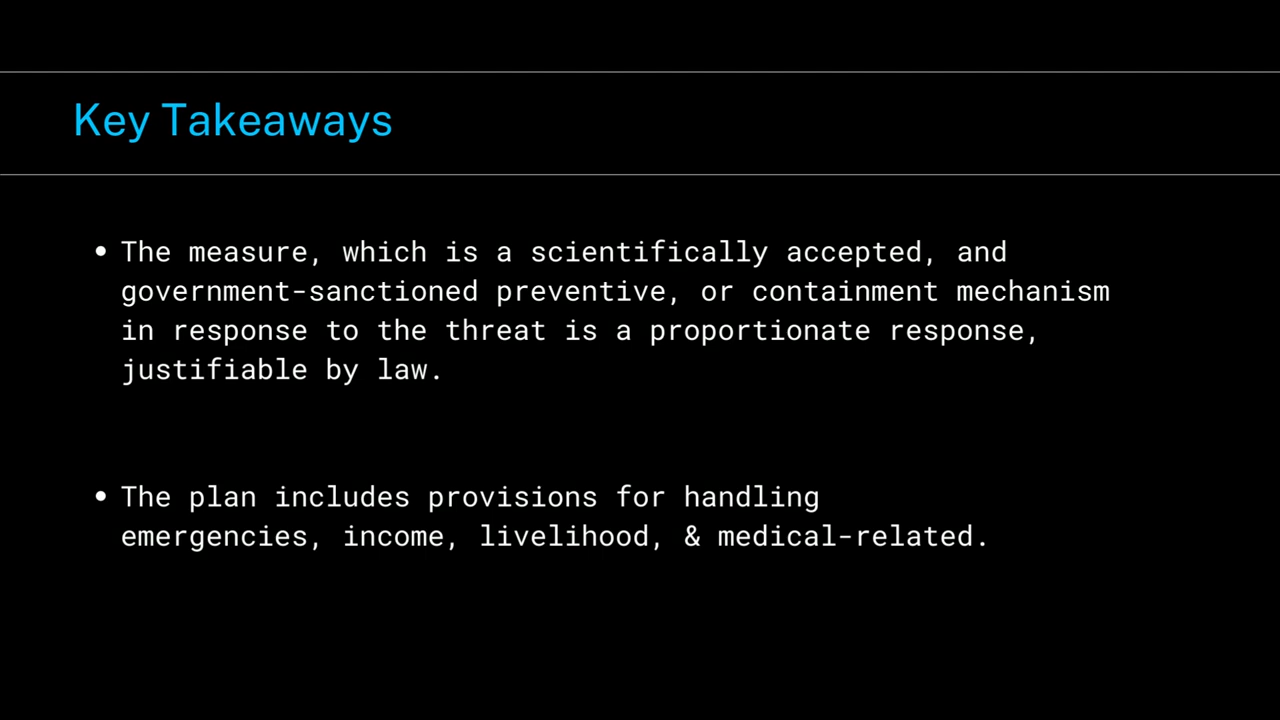 Key Takeaways
• The measure, which is a scientifically accepted, and
government-sanctioned preventive, or containment mechanism
in response to the threat is a proportionate response,
justifiable by law.
• The plan includes provisions for handling
emergencies, income, livelihood, & medical-related.